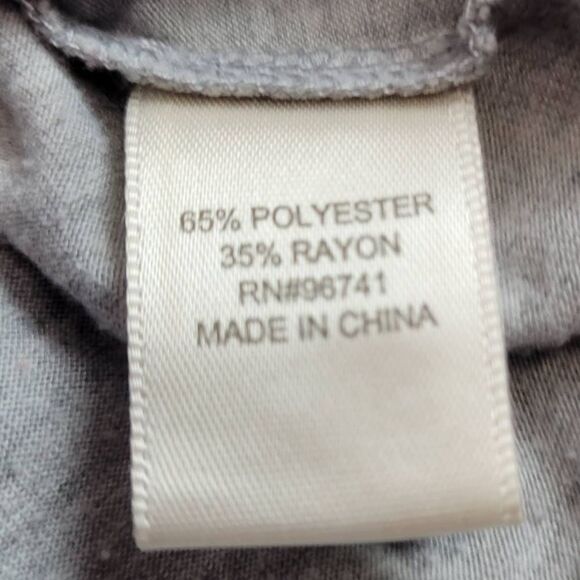 65% POLYESTER
35% RAYON
RN#96741
MADE IN CHINA